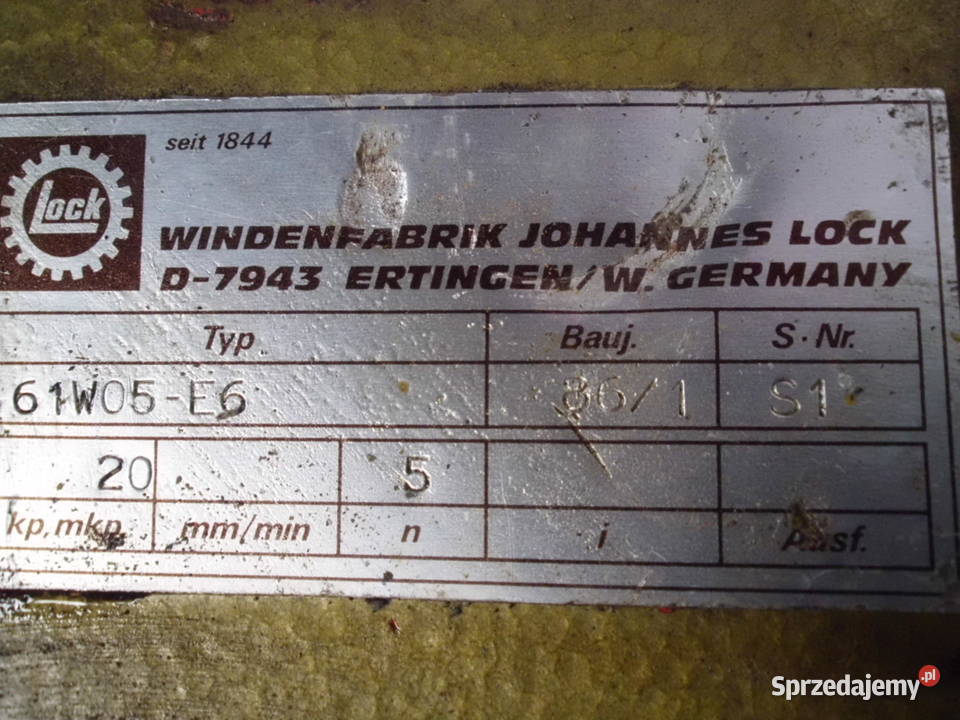 seit 1844
Lock
WINDENFABRIK JOHANNES LOCK
D-7943 ERTINGEN/W. GERMANY
Typ Bauj. S·Nr.
61W05-E6 86/1 S1
20 5
kp, mkp mm/min n i Ausf.
Sprzedajemy.pl